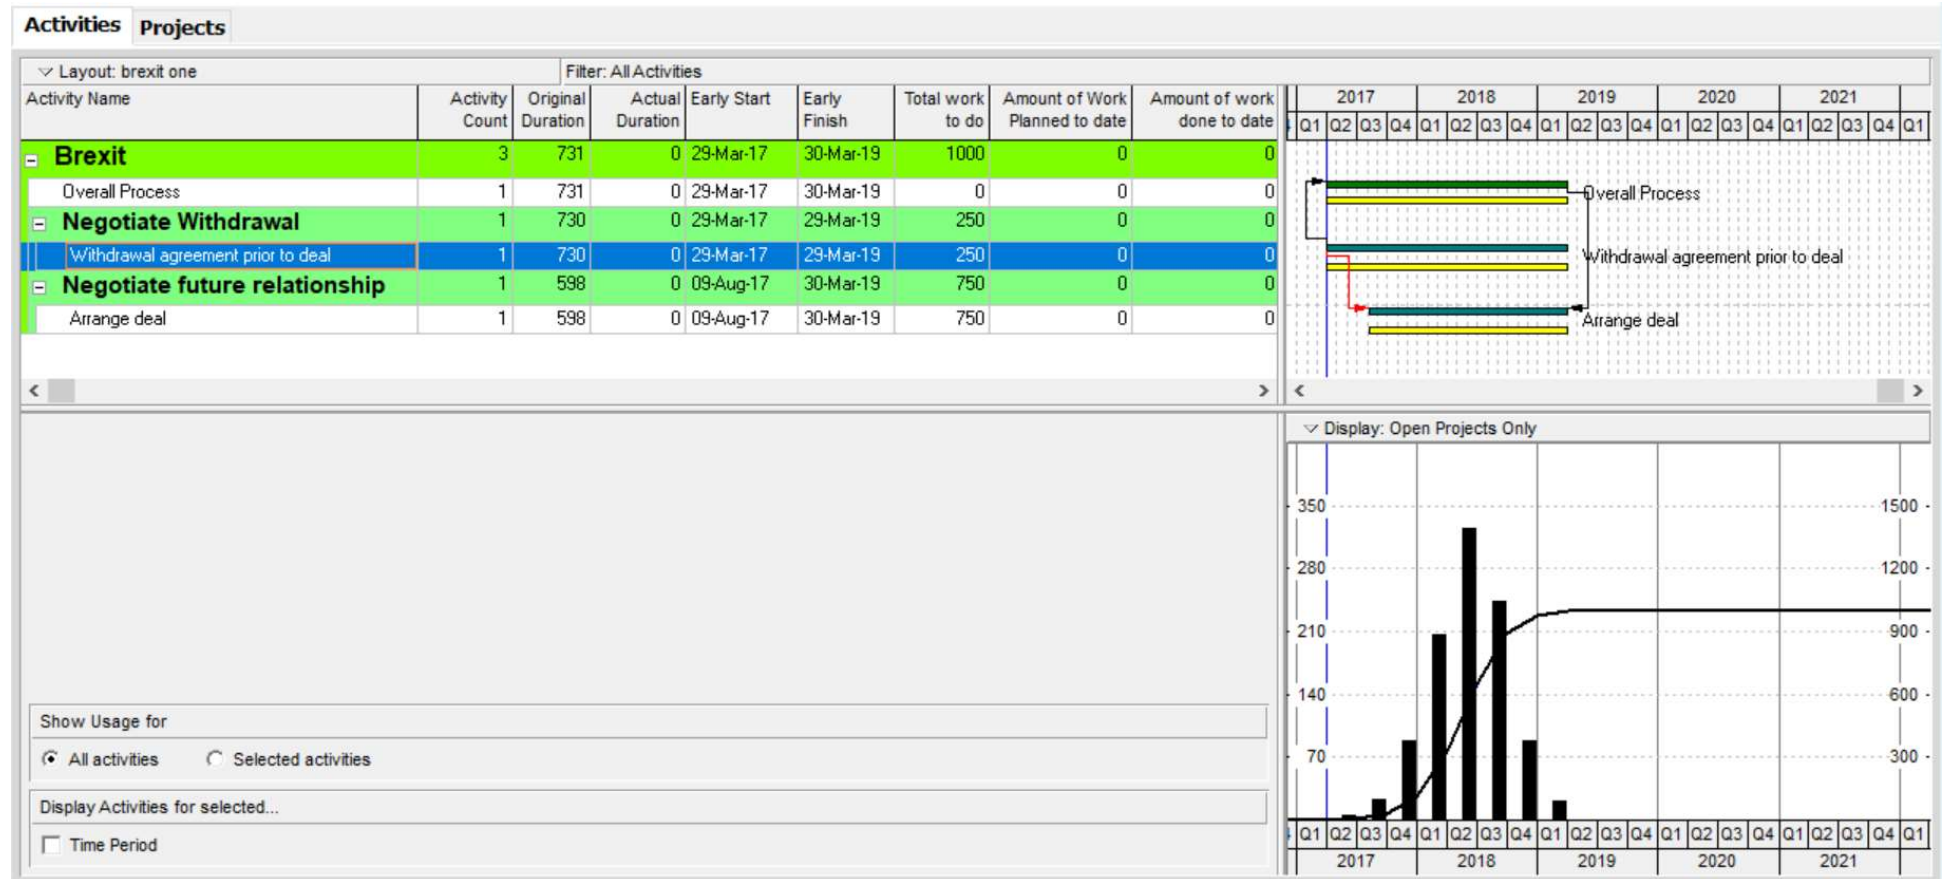 Activities Projects
Layout: brexit one Filter: All Activities
Activity Name Activity Count Original Duration Actual Duration Early Start Early Finish Total work to do Amount of Work Planned to date Amount of work done to date
Brexit 3 731 0 29-Mar-17 30-Mar-19 1000 0 0
Overall Process 1 731 0 29-Mar-17 30-Mar-19 0 0 0
Negotiate Withdrawal 1 730 0 29-Mar-17 29-Mar-19 250 0 0
Withdrawal agreement prior to deal 1 730 0 29-Mar-17 29-Mar-19 250 0 0
Negotiate future relationship 1 598 0 09-Aug-17 30-Mar-19 750 0 0
Arrange deal 1 598 0 09-Aug-17 30-Mar-19 750 0 0
2017 2018 2019 2020 2021
Q1 Q2 Q3 Q4 Q1 Q2 Q3 Q4 Q1 Q2 Q3 Q4 Q1 Q2 Q3 Q4 Q1 Q2 Q3 Q4 Q1
Overall Process
Withdrawal agreement prior to deal
Arrange deal
Show Usage for
All activities Selected activities
Display Activities for selected...
Time Period
Display: Open Projects Only
350 1500
280 1200
210 900
140 600
70 300
Q1 Q2 Q3 Q4 Q1 Q2 Q3 Q4 Q1 Q2 Q3 Q4 Q1 Q2 Q3 Q4 Q1 Q2 Q3 Q4 Q1
2017 2018 2019 2020 2021